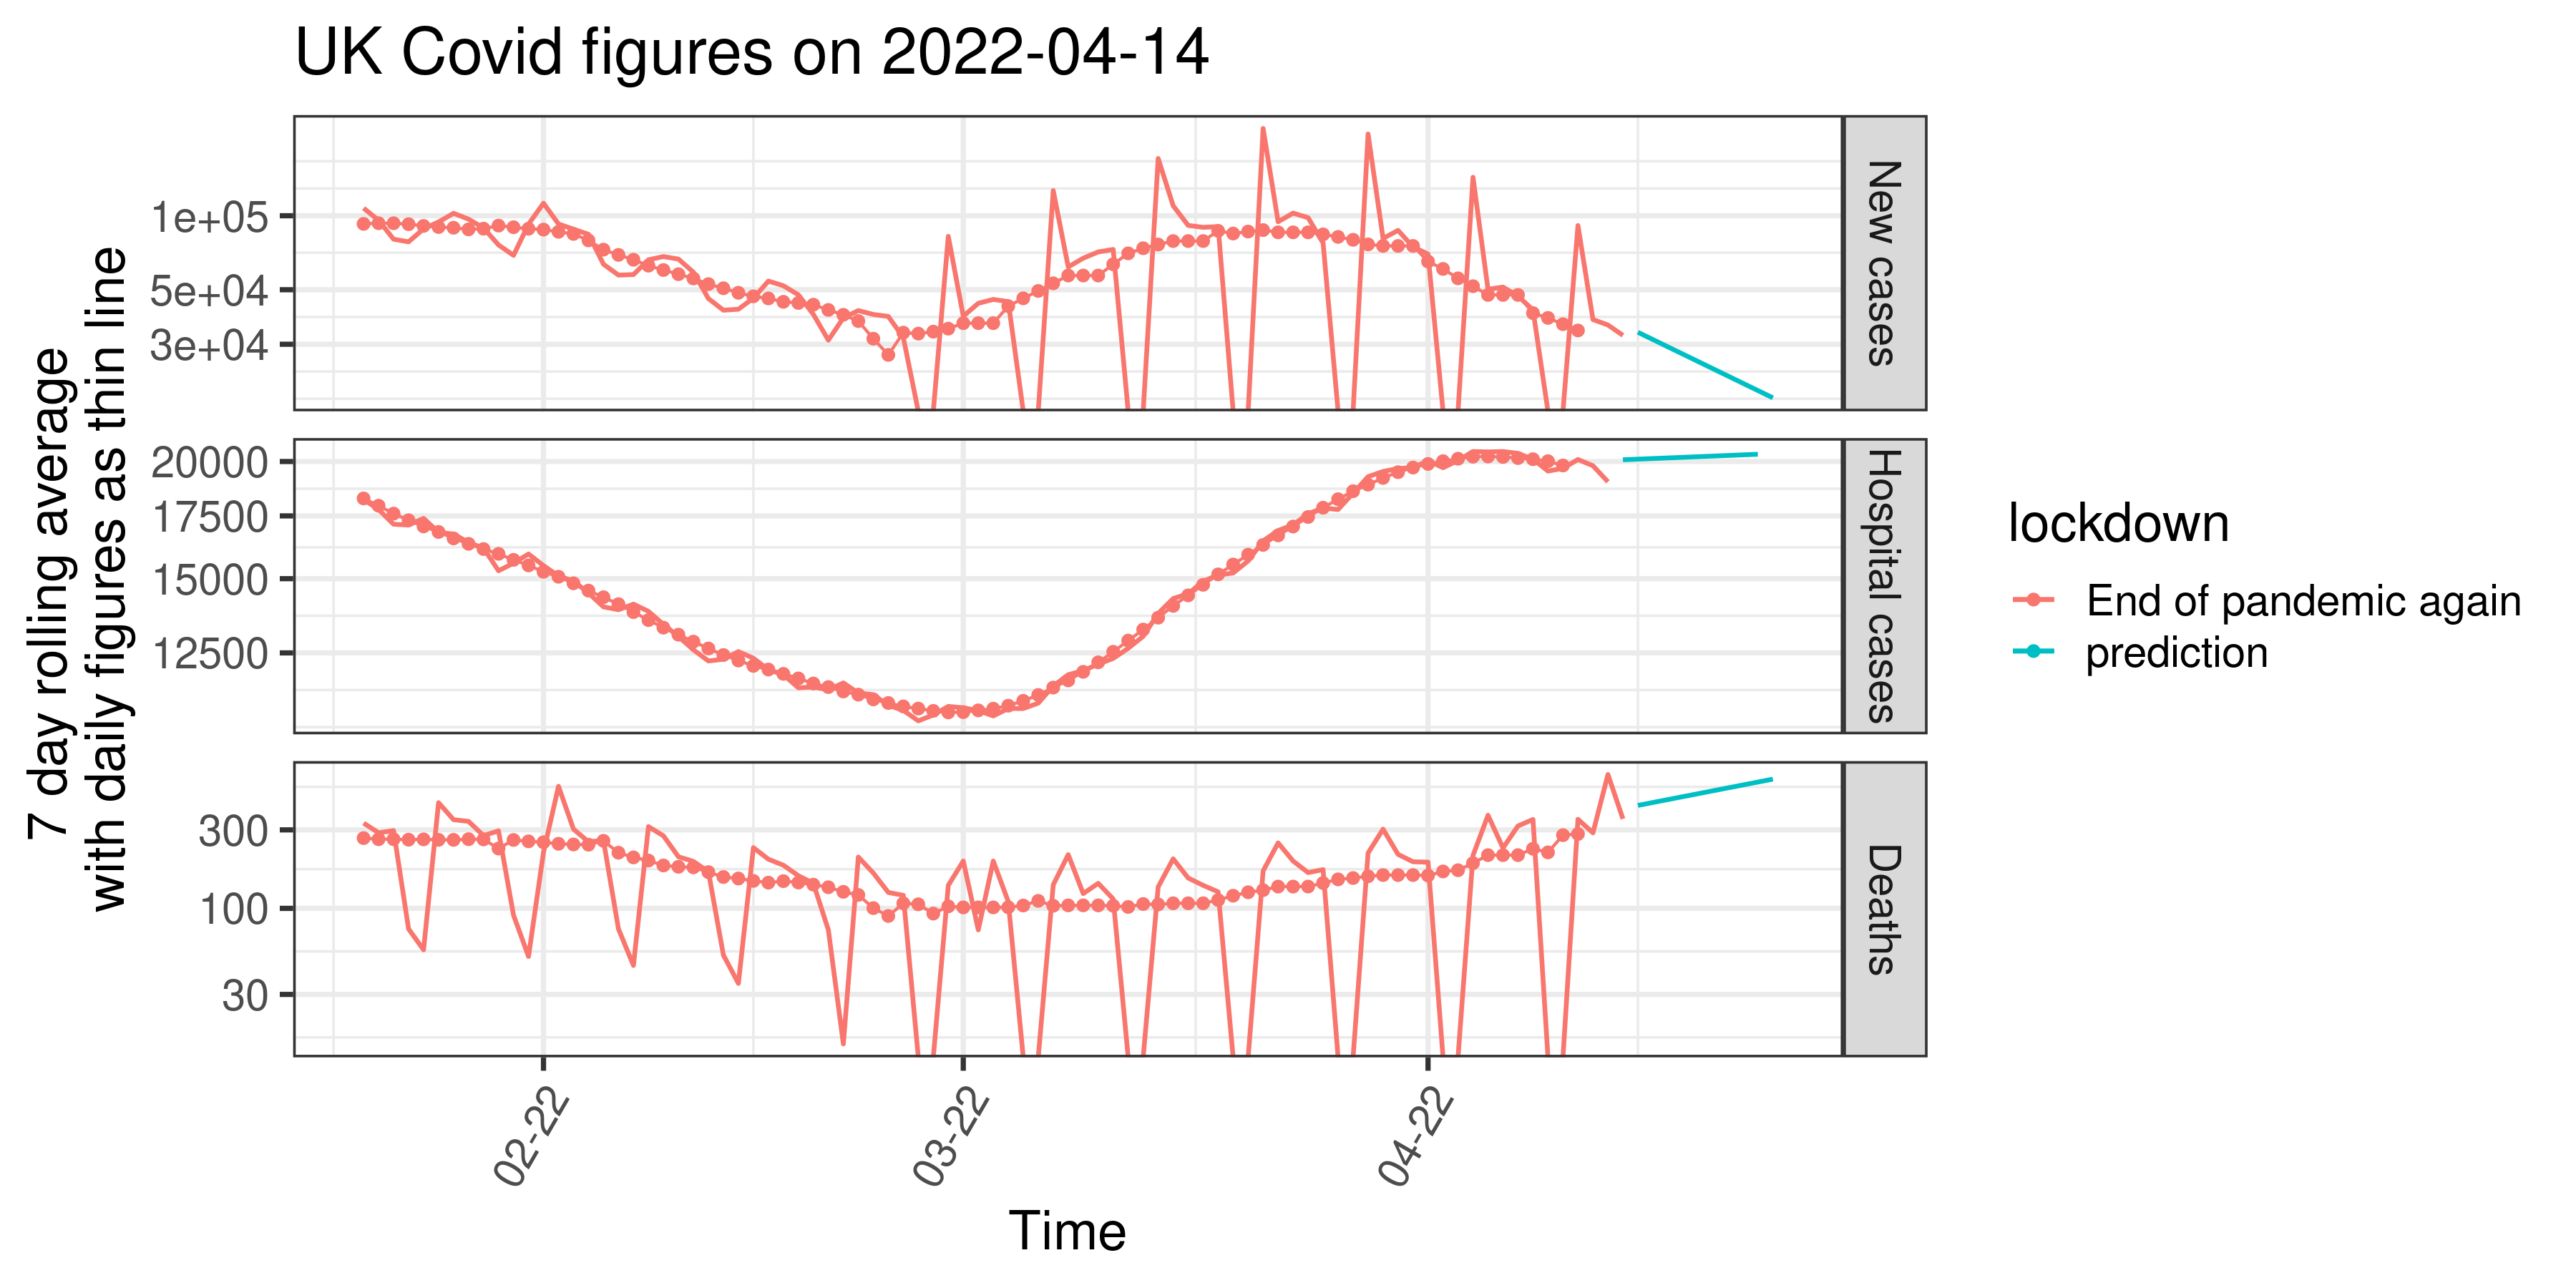 UK Covid figures on 2022-04-14
7 day rolling average
with daily figures as thin line
1e+05
5e+04
3e+04
New cases
20000
17500
15000
12500
Hospital cases
300
100
30
Deaths
02-22
03-22
04-22
Time
lockdown
End of pandemic again
prediction